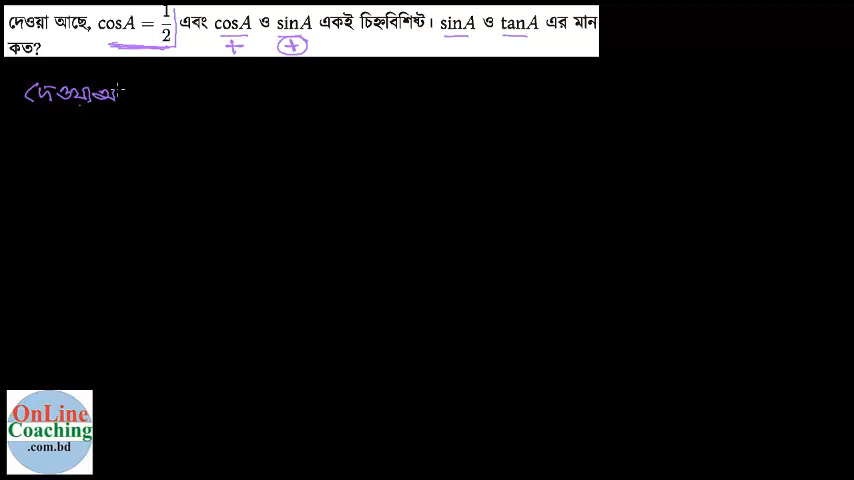 দেওয়া আছে, cosA = 1/2 এবং cosA ও sinA একই চিহ্নবিশিষ্ট। sinA ও tanA এর মান
কত?
+ +
দেওয়া
OnLine
Coaching
.com.bd